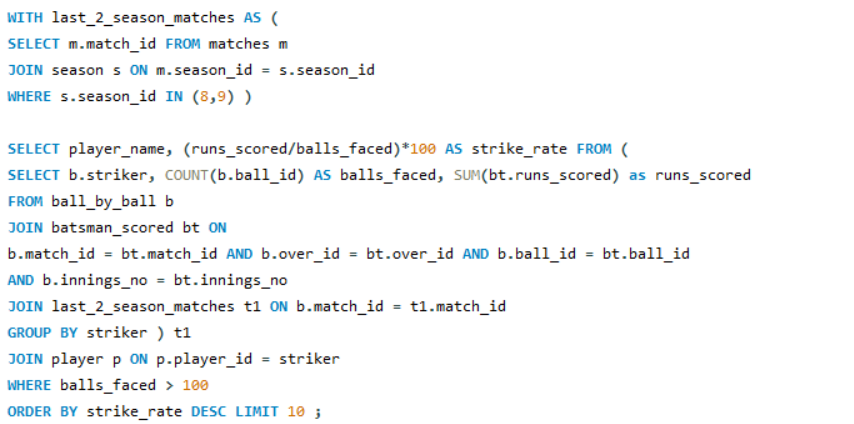 WITH last_2_season_matches AS (
SELECT m.match_id FROM matches m
JOIN season s ON m.season_id = s.season_id
WHERE s.season_id IN (8,9) )
SELECT player_name, (runs_scored/balls_faced)*100 AS strike_rate FROM (
SELECT b.striker, COUNT(b.ball_id) AS balls_faced, SUM(bt.runs_scored) as runs_scored
FROM ball_by_ball b
JOIN batsman_scored bt ON
b.match_id = bt.match_id AND b.over_id = bt.over_id AND b.ball_id = bt.ball_id
AND b.innings_no = bt.innings_no
JOIN last_2_season_matches t1 ON b.match_id = t1.match_id
GROUP BY striker ) t1
JOIN player p ON p.player_id = striker
WHERE balls_faced > 100
ORDER BY strike_rate DESC LIMIT 10 ;